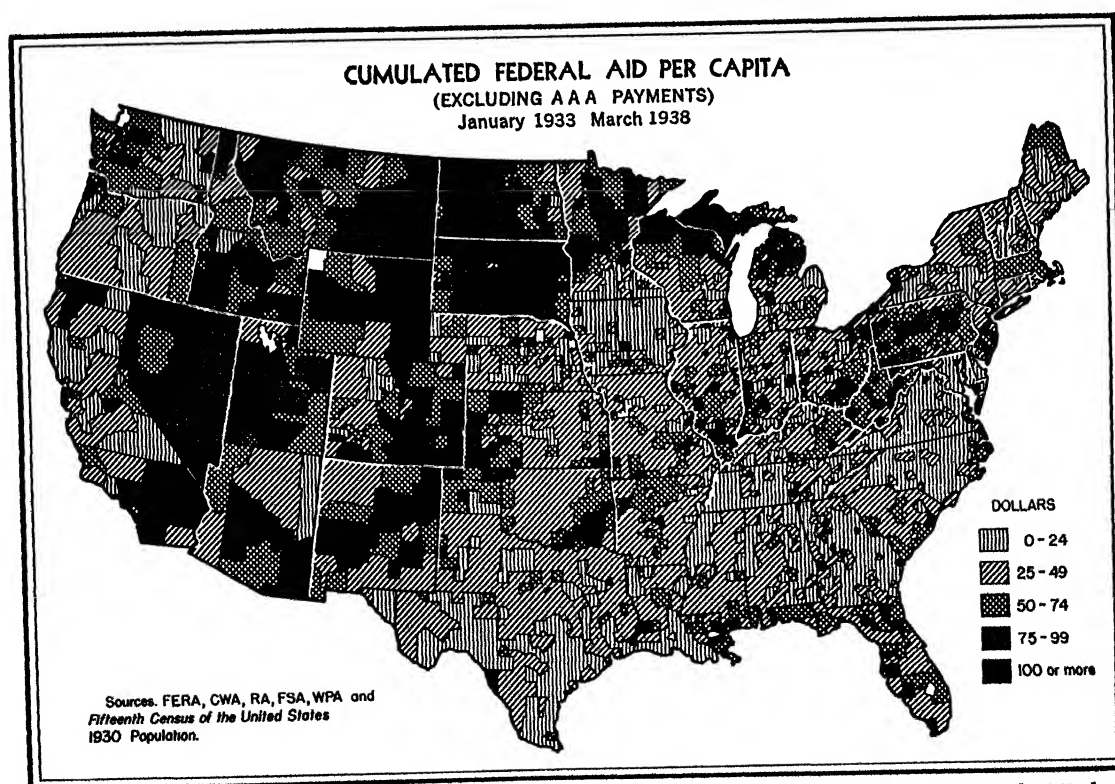 CUMULATED FEDERAL AID PER CAPITA
(EXCLUDING A A A PAYMENTS)
January 1933 March 1938
DOLLARS
0-24
25-49
50-74
75-99
100 or more
Sources. FERA, CWA, RA, FSA, WPA and
Fifteenth Census of the United States
1930 Population.